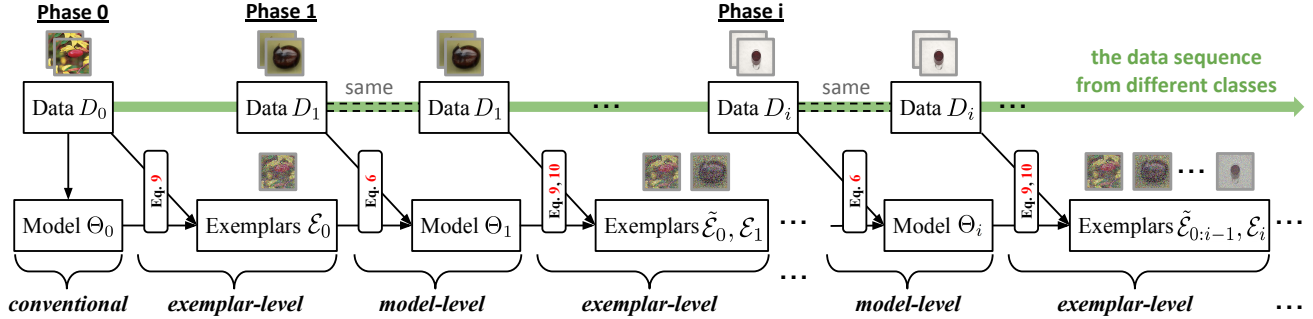 Phase 0
Phase 1
Phase i
the data sequence
from different classes
same
same
Data D₀
Data D₁
Data D₁
...
Data Dᵢ
Data Dᵢ
...
Eq. 9
Eq. 6
Eq. 9, 10
Eq. 6
Eq. 9, 10
...
Model Θ₀
Exemplars ℰ₀
Model Θ₁
Exemplars ℰ̃₀, ℰ₁
...
Model Θᵢ
Exemplars ℰ̃₀:ᵢ₋₁, ℰᵢ
...
...
conventional
exemplar-level
model-level
exemplar-level
model-level
exemplar-level
...